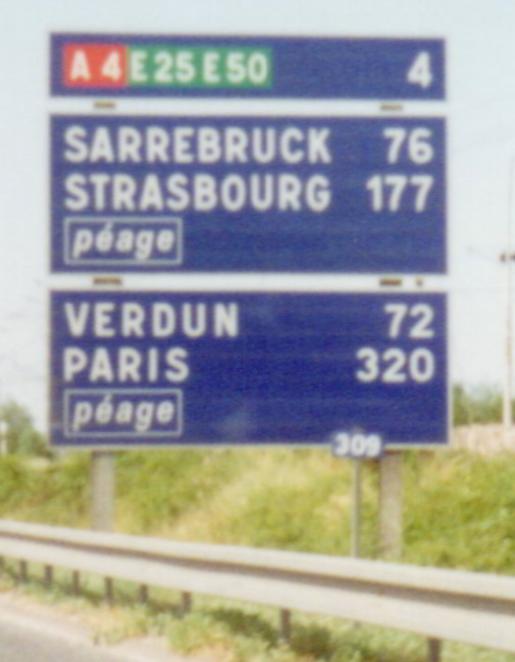 A 4 E 25 E 50 4
SARREBRUCK 76
STRASBOURG 177
péage
VERDUN 72
PARIS 320
péage
309